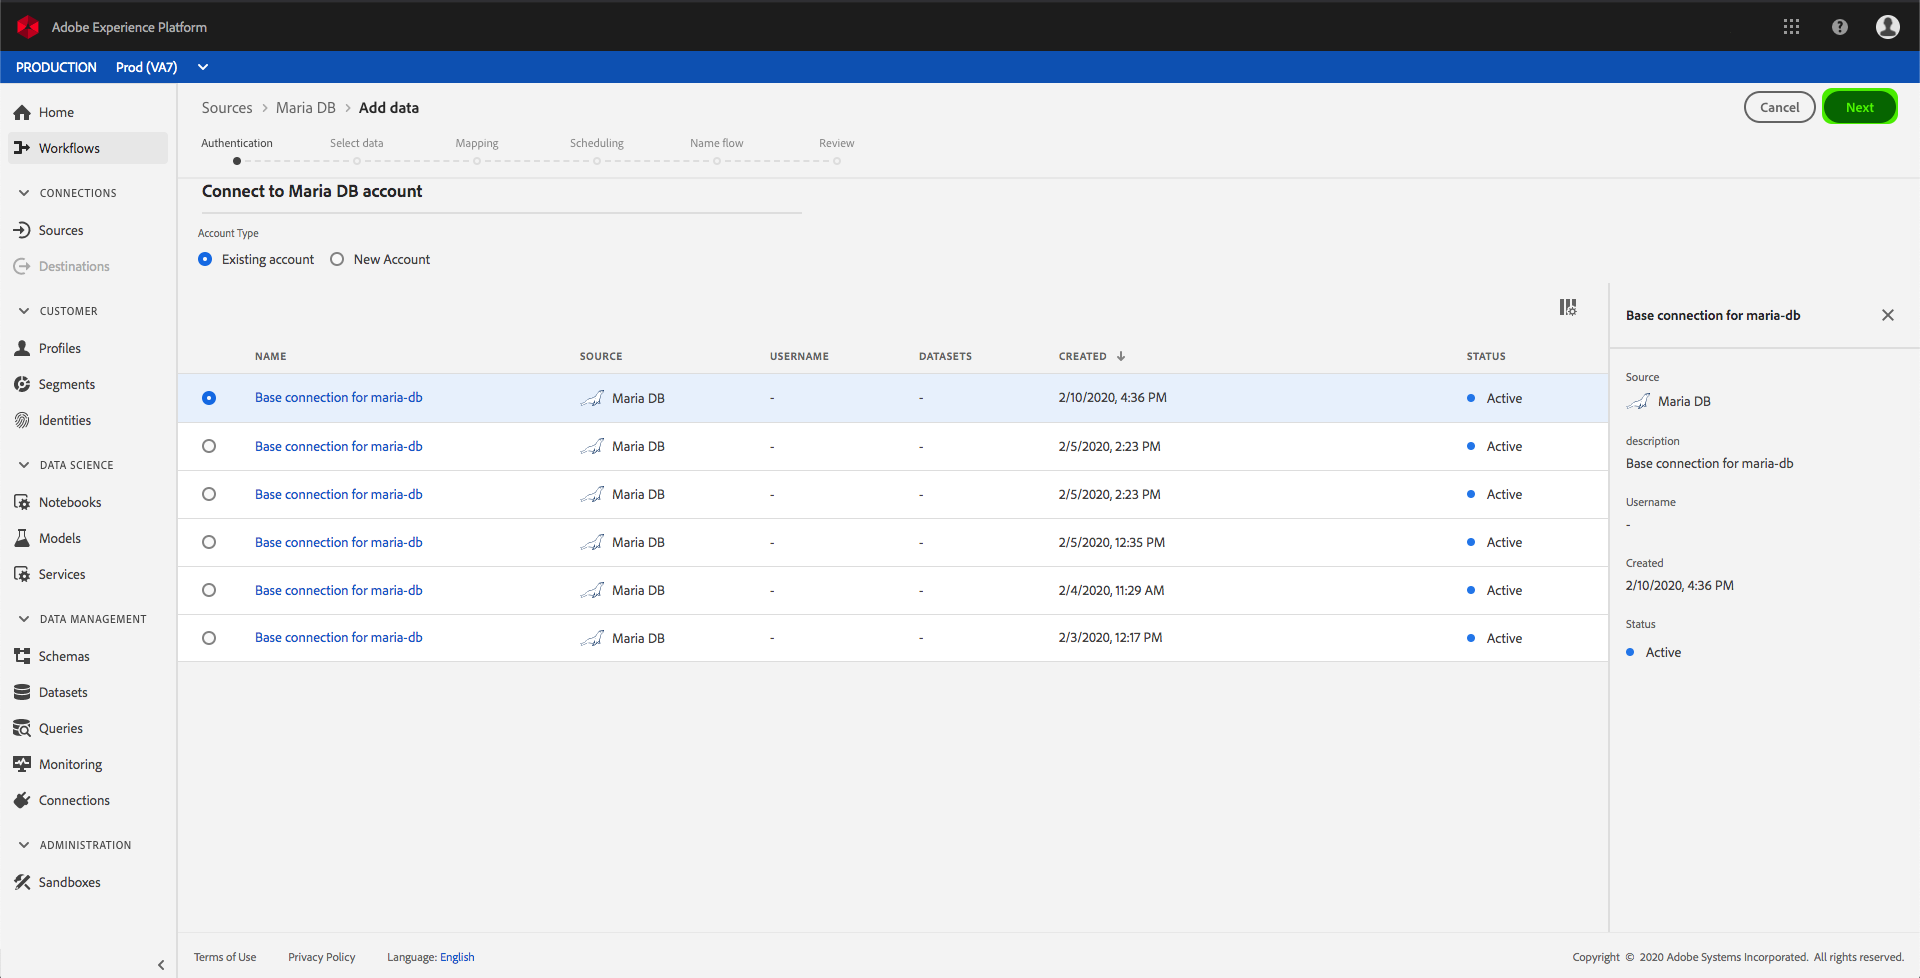 Adobe Experience Platform
PRODUCTION Prod (VA7)
Home
Workflows
CONNECTIONS
Sources
Destinations
CUSTOMER
Profiles
Segments
Identities
DATA SCIENCE
Notebooks
Models
Services
DATA MANAGEMENT
Schemas
Datasets
Queries
Monitoring
Connections
ADMINISTRATION
Sandboxes
Sources > Maria DB > Add data
Cancel Next
Authentication Select data Mapping Scheduling Name flow Review
Connect to Maria DB account
Account Type
Existing account New Account
NAME SOURCE USERNAME DATASETS CREATED ↓ STATUS
Base connection for maria-db Maria DB - - 2/10/2020, 4:36 PM Active
Base connection for maria-db Maria DB - - 2/5/2020, 2:23 PM Active
Base connection for maria-db Maria DB - - 2/5/2020, 2:23 PM Active
Base connection for maria-db Maria DB - - 2/5/2020, 12:35 PM Active
Base connection for maria-db Maria DB - - 2/4/2020, 11:29 AM Active
Base connection for maria-db Maria DB - - 2/3/2020, 12:17 PM Active
Base connection for maria-db
Source
Maria DB
description
Base connection for maria-db
Username
-
Created
2/10/2020, 4:36 PM
Status
Active
Terms of Use Privacy Policy Language: English
Copyright © 2020 Adobe Systems Incorporated. All rights reserved.